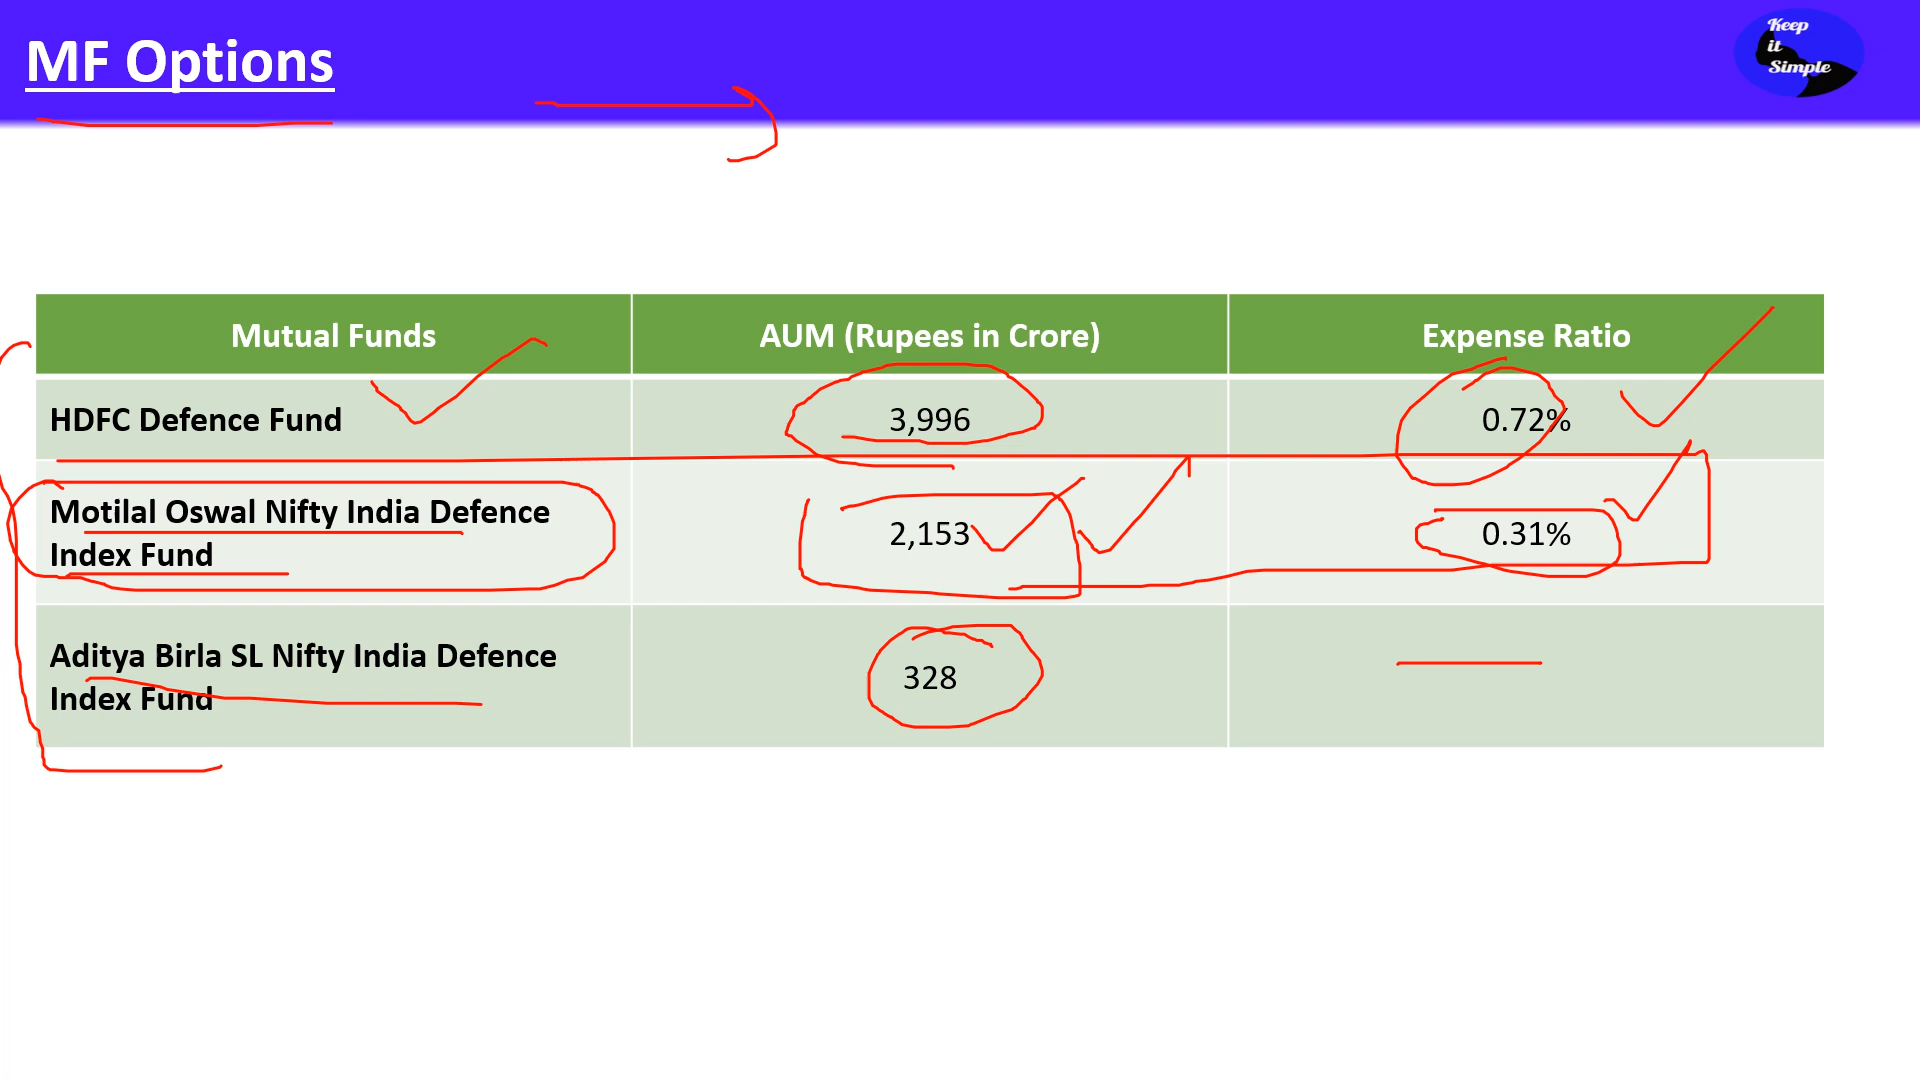 MF Options
Keep
it
Simple
Mutual Funds
AUM (Rupees in Crore)
Expense Ratio
HDFC Defence Fund
3,996
0.72%
Motilal Oswal Nifty India Defence
Index Fund
2,153
0.31%
Aditya Birla SL Nifty India Defence
Index Fund
328